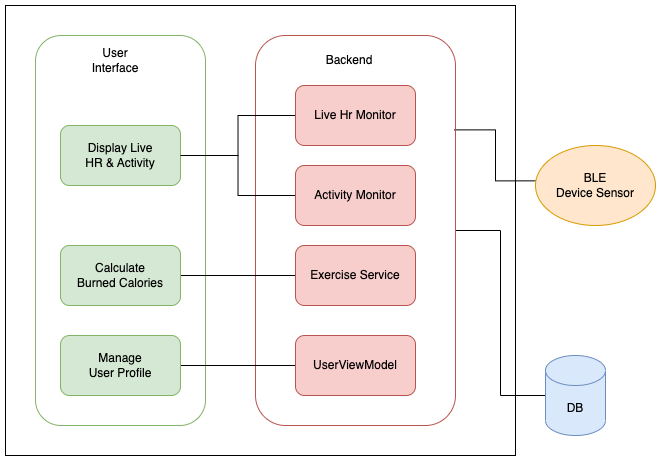 User
Interface
Backend
Display Live
HR & Activity
Live Hr Monitor
Activity Monitor
BLE
Device Sensor
Calculate
Burned Calories
Exercise Service
Manage
User Profile
UserViewModel
DB